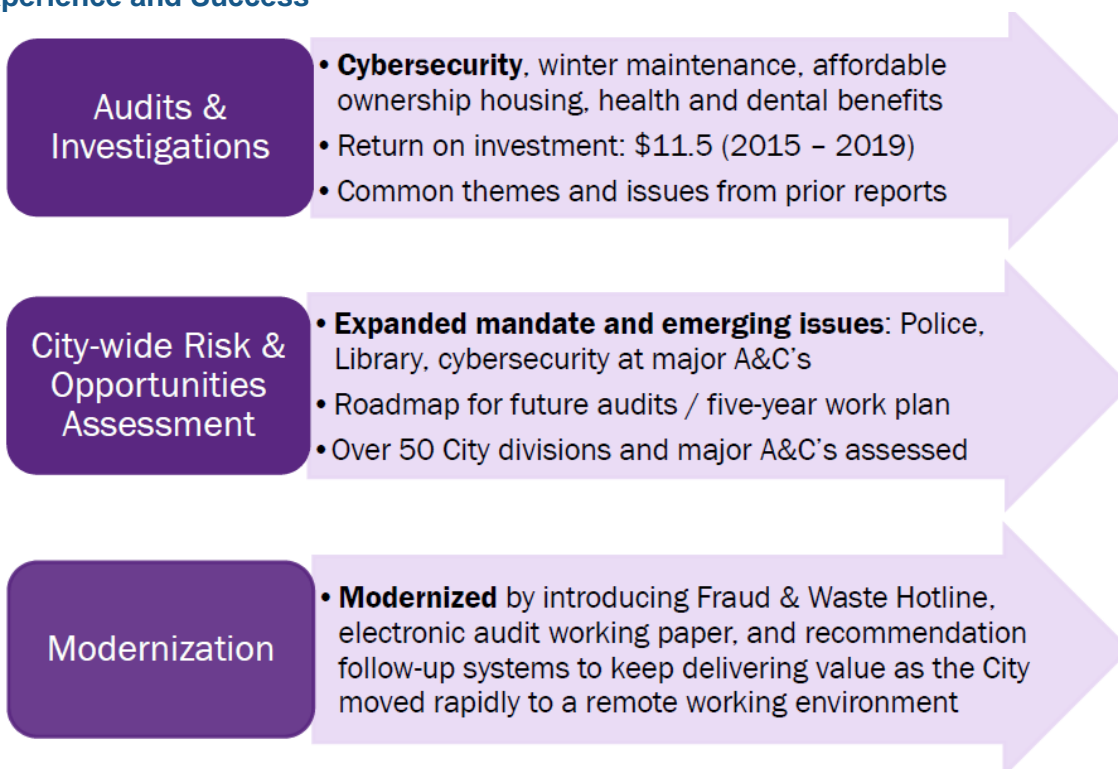 Experience and Success
Audits &
Investigations
• Cybersecurity, winter maintenance, affordable
ownership housing, health and dental benefits
• Return on investment: $11.5 (2015 – 2019)
• Common themes and issues from prior reports
City-wide Risk &
Opportunities
Assessment
• Expanded mandate and emerging issues: Police,
Library, cybersecurity at major A&C's
• Roadmap for future audits / five-year work plan
• Over 50 City divisions and major A&C's assessed
Modernization
• Modernized by introducing Fraud & Waste Hotline,
electronic audit working paper, and recommendation
follow-up systems to keep delivering value as the City
moved rapidly to a remote working environment